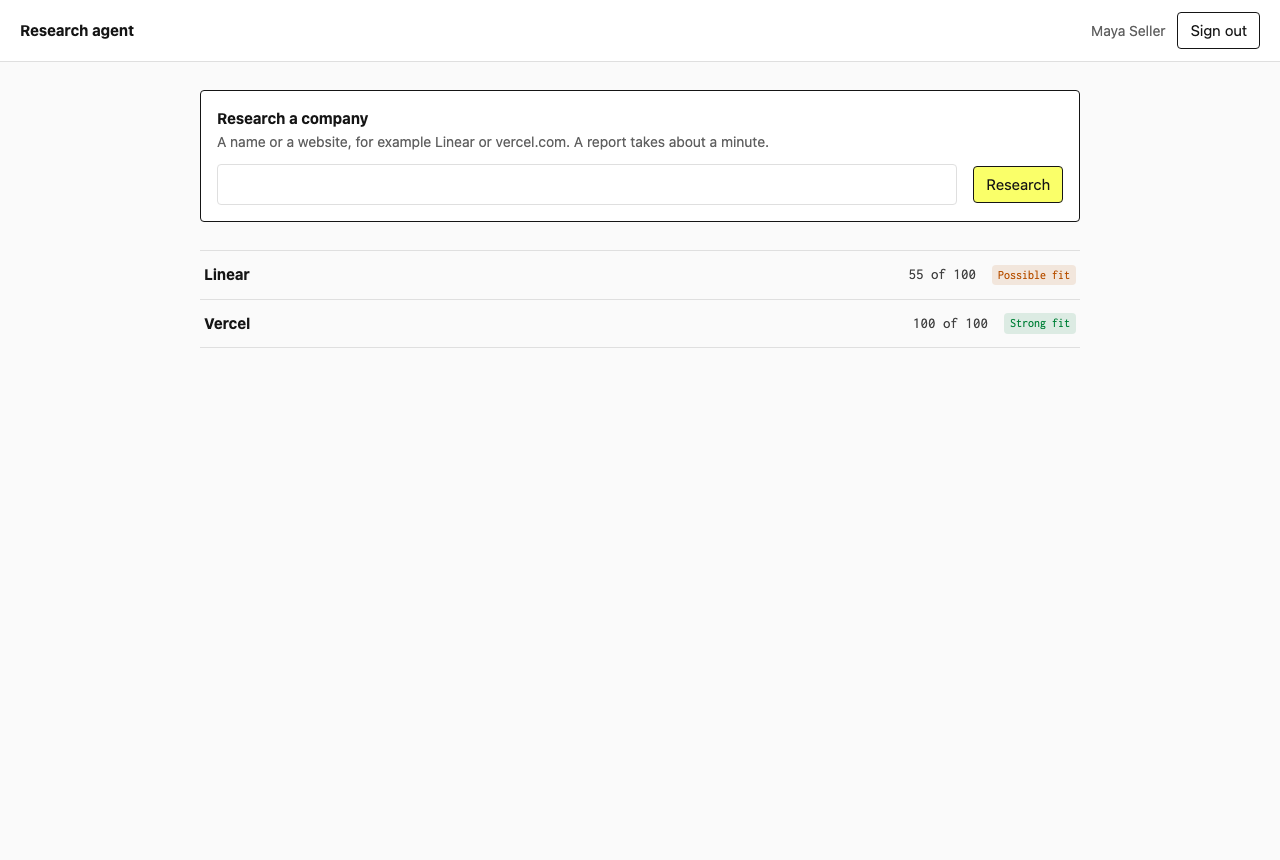 Research agent
Maya Seller
Sign out
Research a company
A name or a website, for example Linear or vercel.com. A report takes about a minute.
Research
Linear
55 of 100
Possible fit
Vercel
100 of 100
Strong fit